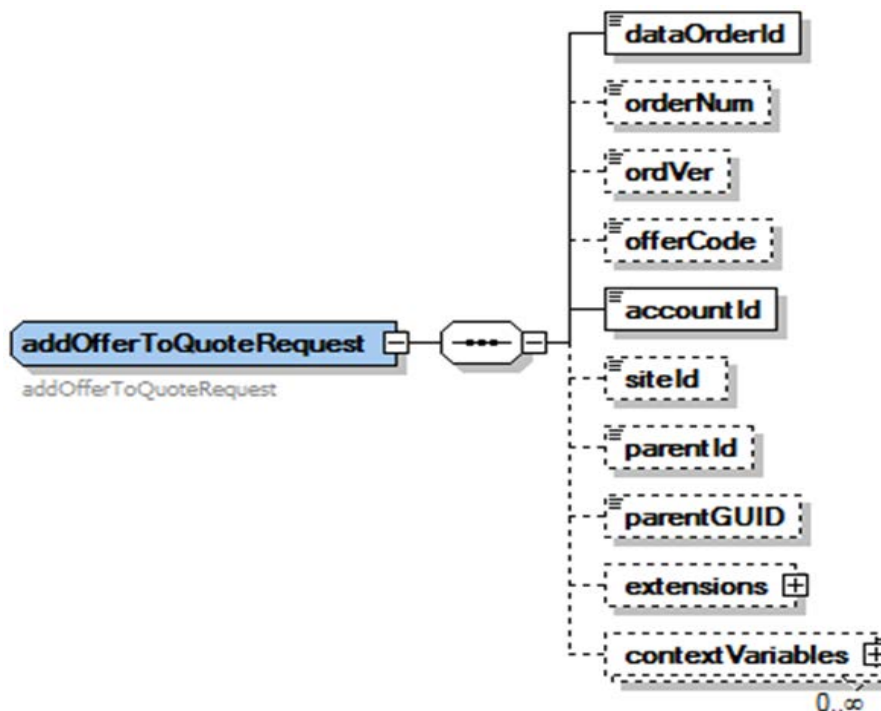 dataOrderId
orderNum
ordVer
offerCode
accountId
addOfferToQuoteRequest
addOfferToQuoteRequest
siteId
parentId
parentGUID
extensions
contextVariables
0..∞